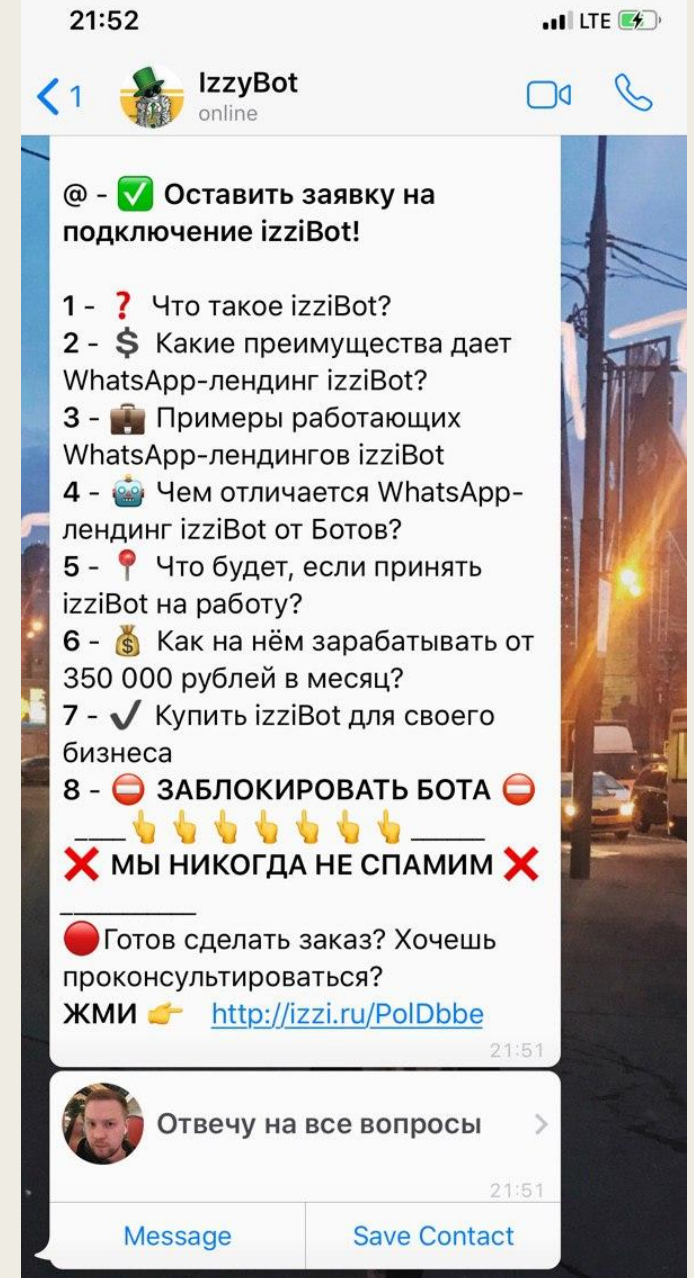 21:52
LTE
1
IzzyBot
online
@ - ✅ Оставить заявку на
подключение izziBot!
1 - ❓ Что такое izziBot?
2 - 💲 Какие преимущества дает
WhatsApp-лендинг izziBot?
3 - 💼 Примеры работающих
WhatsApp-лендингов izziBot
4 - 🤖 Чем отличается WhatsApp-
лендинг izziBot от Ботов?
5 - 📍 Что будет, если принять
izziBot на работу?
6 - 💰 Как на нём зарабатывать от
350 000 рублей в месяц?
7 - ✔️ Купить izziBot для своего
бизнеса
8 - ⛔ ЗАБЛОКИРОВАТЬ БОТА ⛔
____👆👆👆👆👆👆👆______
❌ МЫ НИКОГДА НЕ СПАМИМ ❌
___________
🔴Готов сделать заказ? Хочешь
проконсультироваться?
ЖМИ 👉 http://izzi.ru/PolDbbe
21:51
Отвечу на все вопросы
21:51
Message
Save Contact